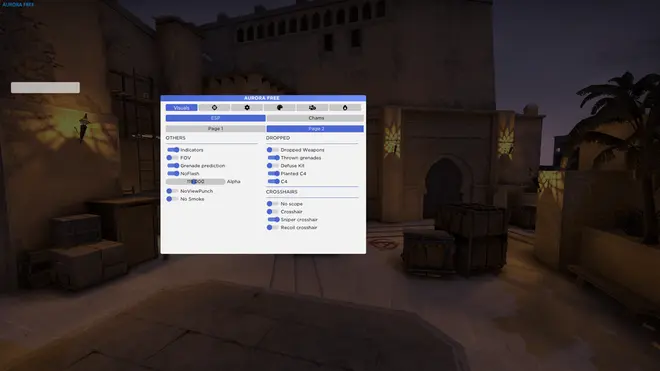 AURORA FREE
AURORA FREE
Visuals
ESP
Chams
Page 1
Page 2
OTHERS
Indicators
FOV
Grenade prediction
NoFlash
Alpha
NoViewPunch
No Smoke
DROPPED
Dropped Weapons
Thrown grenades
Defuse Kit
Planted C4
C4
CROSSHAIRS
No scope
Crosshair
Sniper crosshair
Recoil crosshair